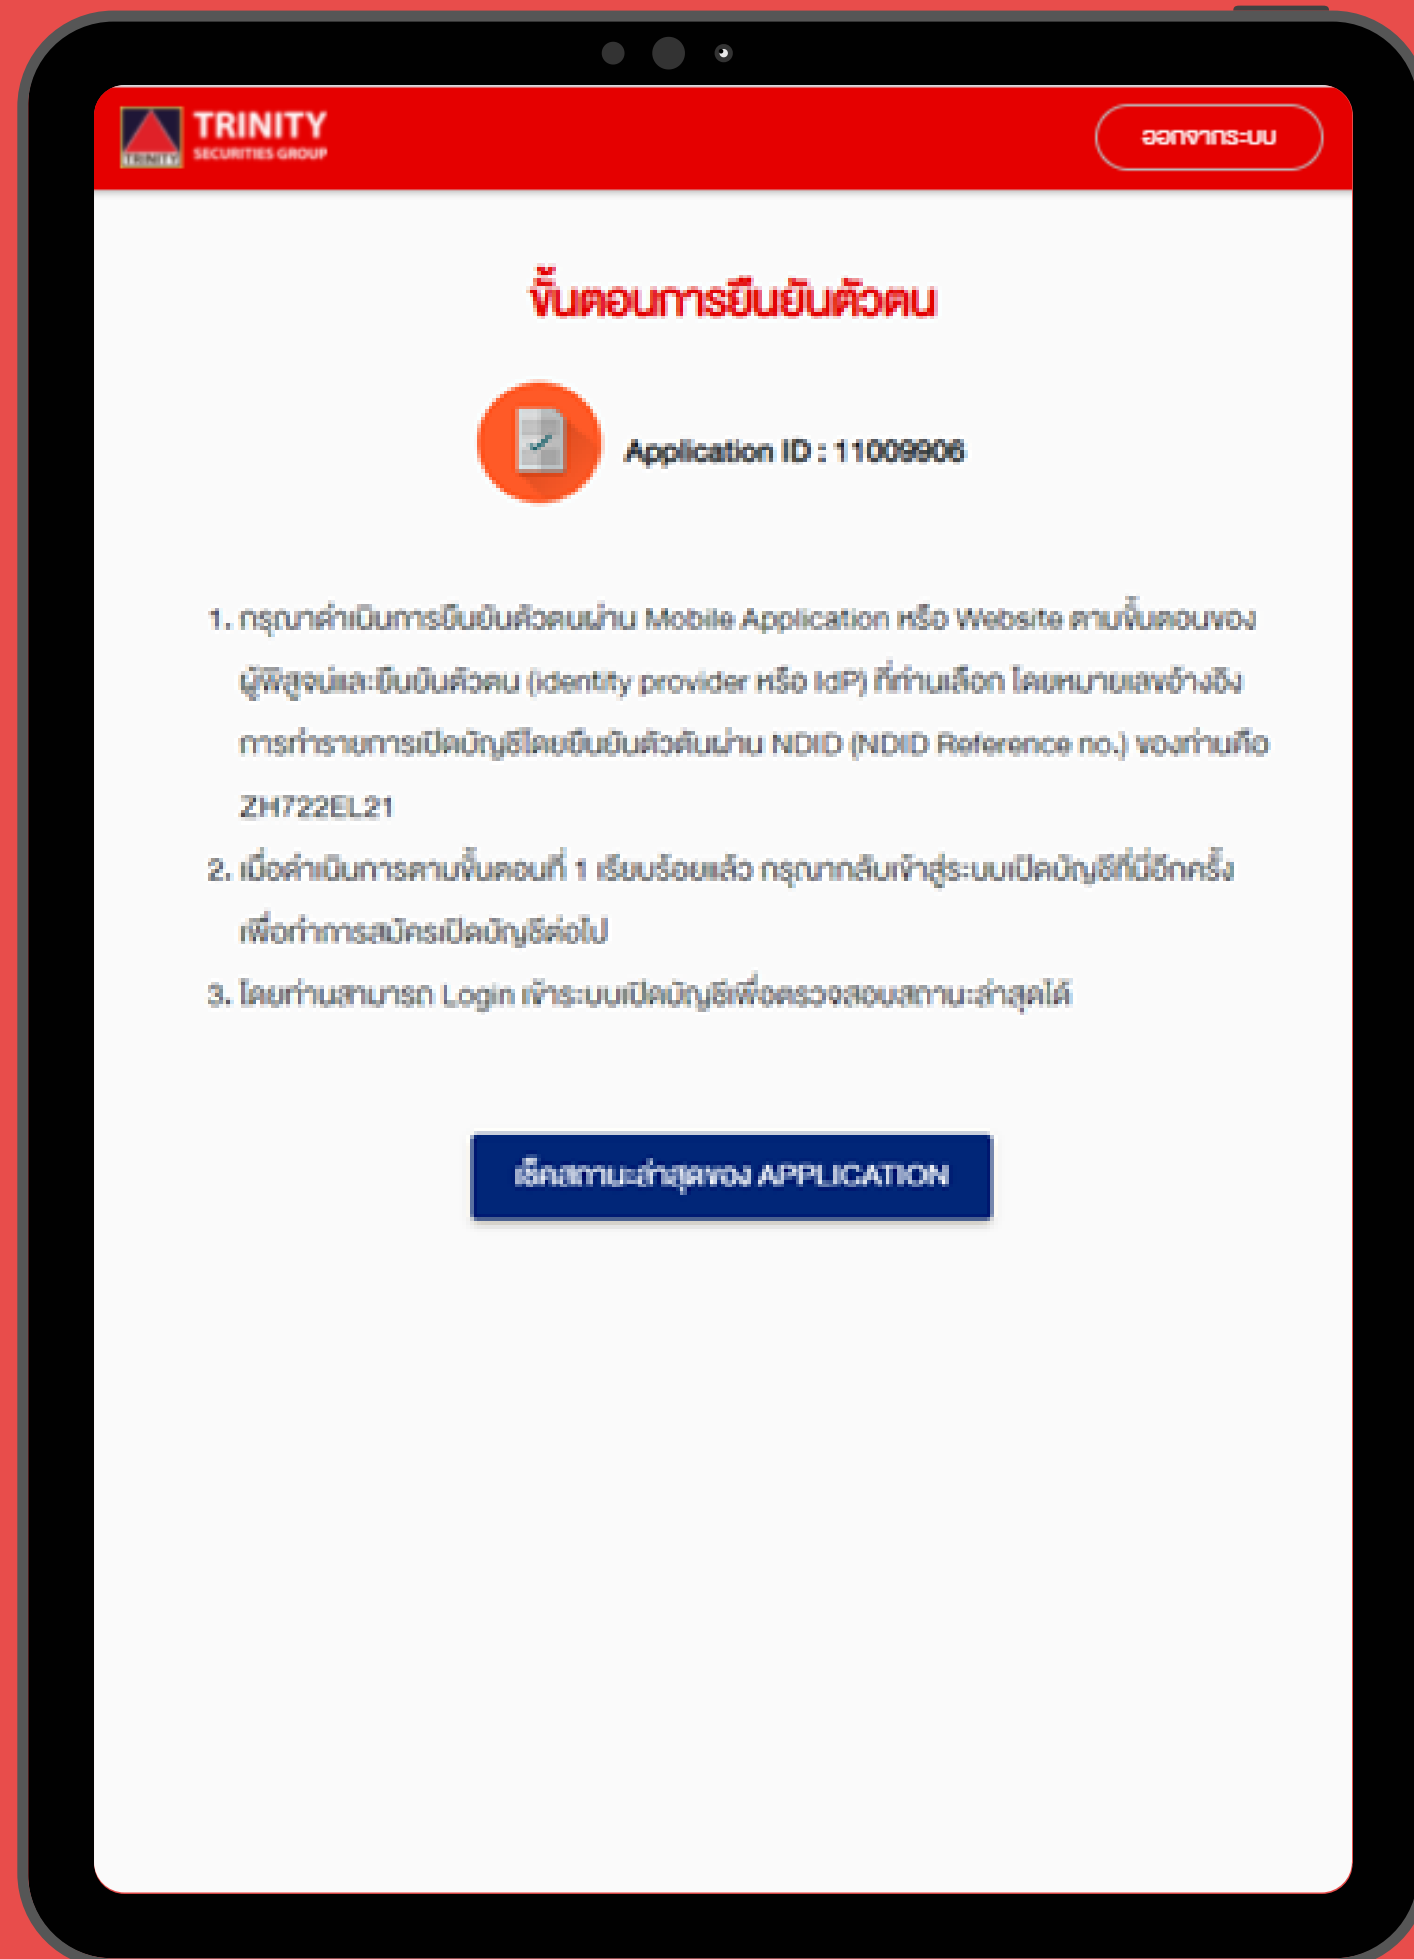 TRINITY
SECURITIES GROUP
TRINITY
ออกจากระบบ
ขั้นตอนการยืนยันตัวตน
Application ID : 11009906
1. กรุณาดำเนินการยืนยันตัวตนผ่าน Mobile Application หรือ Website ตามขั้นตอนของ
ผู้พิสูจน์และยืนยันตัวตน (identity provider หรือ IdP) ที่ท่านเลือก โดยหมายเลขอ้างอิง
การทำรายการเปิดบัญชีโดยยืนยันตัวต้นผ่าน NDID (NDID Reference no.) ของท่านคือ
ZH722EL21
2. เมื่อดำเนินการตามขั้นตอนที่ 1 เรียบร้อยแล้ว กรุณากลับเข้าสู่ระบบเปิดบัญชีที่นี่อีกครั้ง
เพื่อทำการสมัครเปิดบัญชีต่อไป
3. โดยท่านสามารถ Login เข้าระบบเปิดบัญชีเพื่อตรวจสอบสถานะล่าสุดได้
เช็คสถานะล่าสุดของ APPLICATION